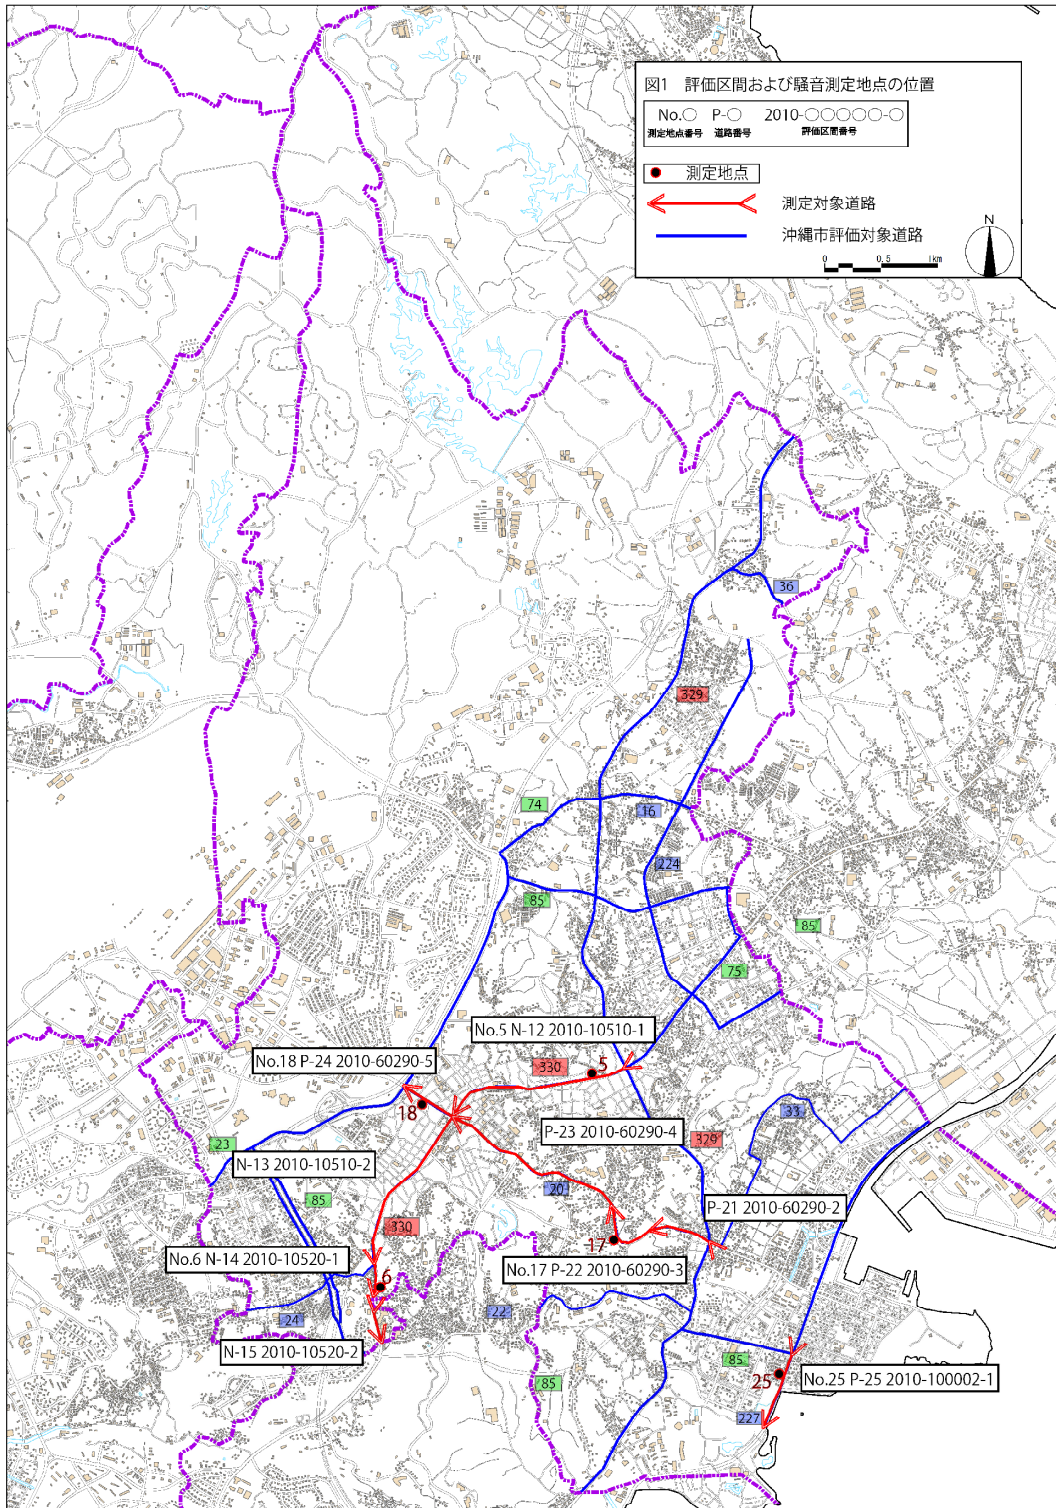 図1 評価区間および騒音測定地点の位置
No.○ P-○ 2010-○○○○○-○
測定地点番号 道路番号 評価区間番号
測定地点
測定対象道路
沖縄市評価対象道路
N
0 0.5 1km
36
329
74
16
224
85
85
75
No.5 N-12 2010-10510-1
No.18 P-24 2010-60290-5
330
5
18
33
P-23 2010-60290-4
329
23
N-13 2010-10510-2
20
85
P-21 2010-60290-2
330
17
No.6 N-14 2010-10520-1
No.17 P-22 2010-60290-3
6
22
24
N-15 2010-10520-2
85
85
25
No.25 P-25 2010-100002-1
227